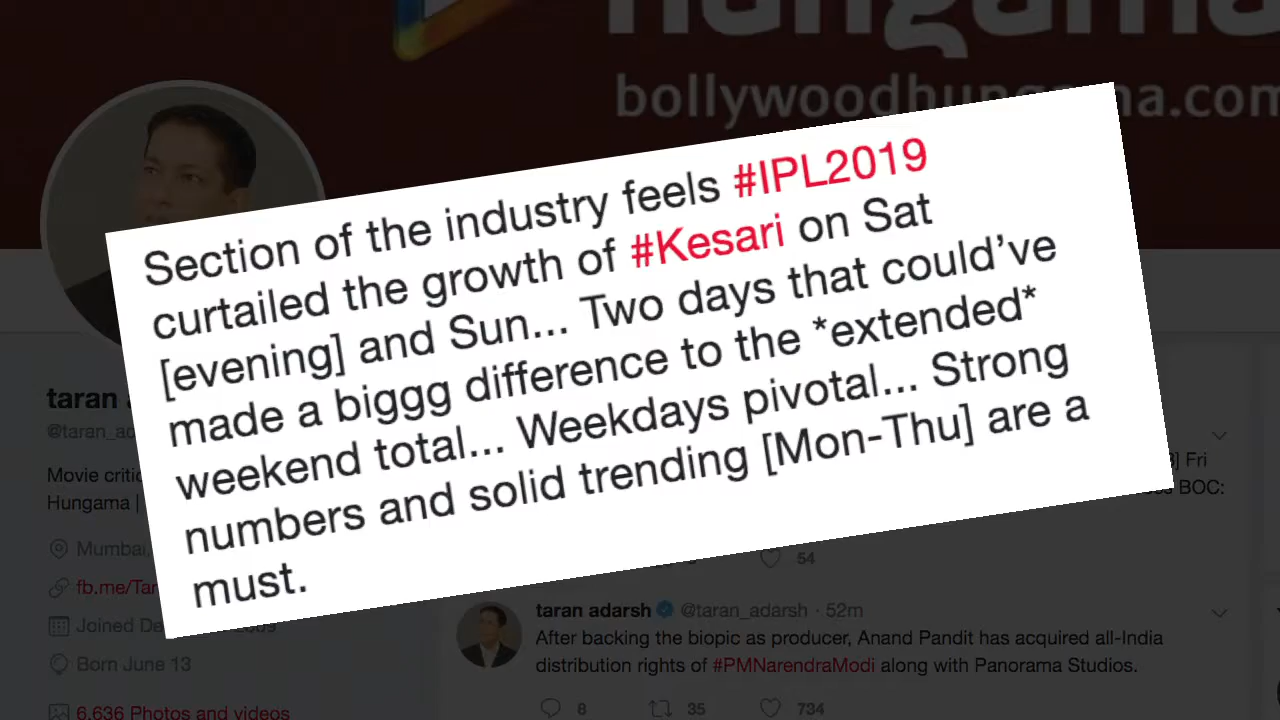 hungama
bollywoodhungama.com
Section of the industry feels #IPL2019
curtailed the growth of #Kesari on Sat
[evening] and Sun... Two days that could’ve
made a biggg difference to the *extended*
weekend total... Weekdays pivotal... Strong
numbers and solid trending [Mon-Thu] are a
must.
taran
@taran_ad
Movie critic
Hungama |
Mumbai,
fb.me/Tar
Joined De 2009
Born June 13
6,636 Photos and videos
] Fri
BOC:
54
taran adarsh @taran_adarsh · 52m
After backing the biopic as producer, Anand Pandit has acquired all-India
distribution rights of #PMNarendraModi along with Panorama Studios.
8 35 734